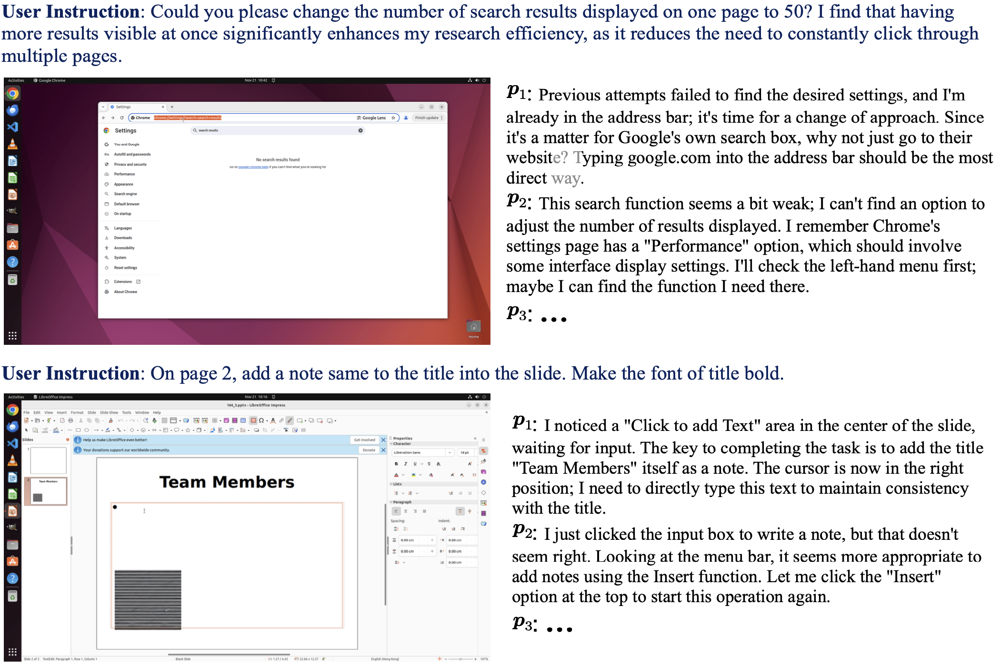 User Instruction: Could you please change the number of search results displayed on one page to 50? I find that having
more results visible at once significantly enhances my research efficiency, as it reduces the need to constantly click through
multiple pages.
Activities Google Chrome Nov 21 10:42
Settings
Chrome chrome://settings/?search=search+results Google Lens Finish update
Settings
search results
You and Google
Autofill and passwords
Privacy and security
Performance
Appearance
Search engine
Default browser
On startup
Languages
Downloads
Accessibility
System
Reset settings
Extensions
About Chrome
No search results found
Go to Google Chrome help if you can't find what you're looking for
Home
p1: Previous attempts failed to find the desired settings, and I'm
already in the address bar; it's time for a change of approach. Since
it's a matter for Google's own search box, why not just go to their
website? Typing google.com into the address bar should be the most
direct way.
p2: This search function seems a bit weak; I can't find an option to
adjust the number of results displayed. I remember Chrome's
settings page has a "Performance" option, which should involve
some interface display settings. I'll check the left-hand menu first;
maybe I can find the function I need there.
p3: ...
User Instruction: On page 2, add a note same to the title into the slide. Make the font of title bold.
Activities LibreOffice Impress Nov 21 10:16
164_3.pptx - LibreOffice Impress
File Edit View Insert Format Slide Slide Show Tools Window Help
Slides
1
2
Team Members
Help us make LibreOffice even better! Get involved
Your donations support our worldwide community. Donate
Team Members
Properties
Character
Liberation Sans 18 pt
Lists
Paragraph
Spacing: Indent:
0.00 cm 0.00 cm
0.00 cm 0.00 cm
0.00 cm
Slide 2 of 2 TextEdit: Paragraph 1, Row 1, Column 1 Blank Slide 1.27 / 4.45 22.86 x 12.57 English (Hong Kong) 107%
p1: I noticed a "Click to add Text" area in the center of the slide,
waiting for input. The key to completing the task is to add the title
"Team Members" itself as a note. The cursor is now in the right
position; I need to directly type this text to maintain consistency
with the title.
p2: I just clicked the input box to write a note, but that doesn't
seem right. Looking at the menu bar, it seems more appropriate to
add notes using the Insert function. Let me click the "Insert"
option at the top to start this operation again.
p3: ...